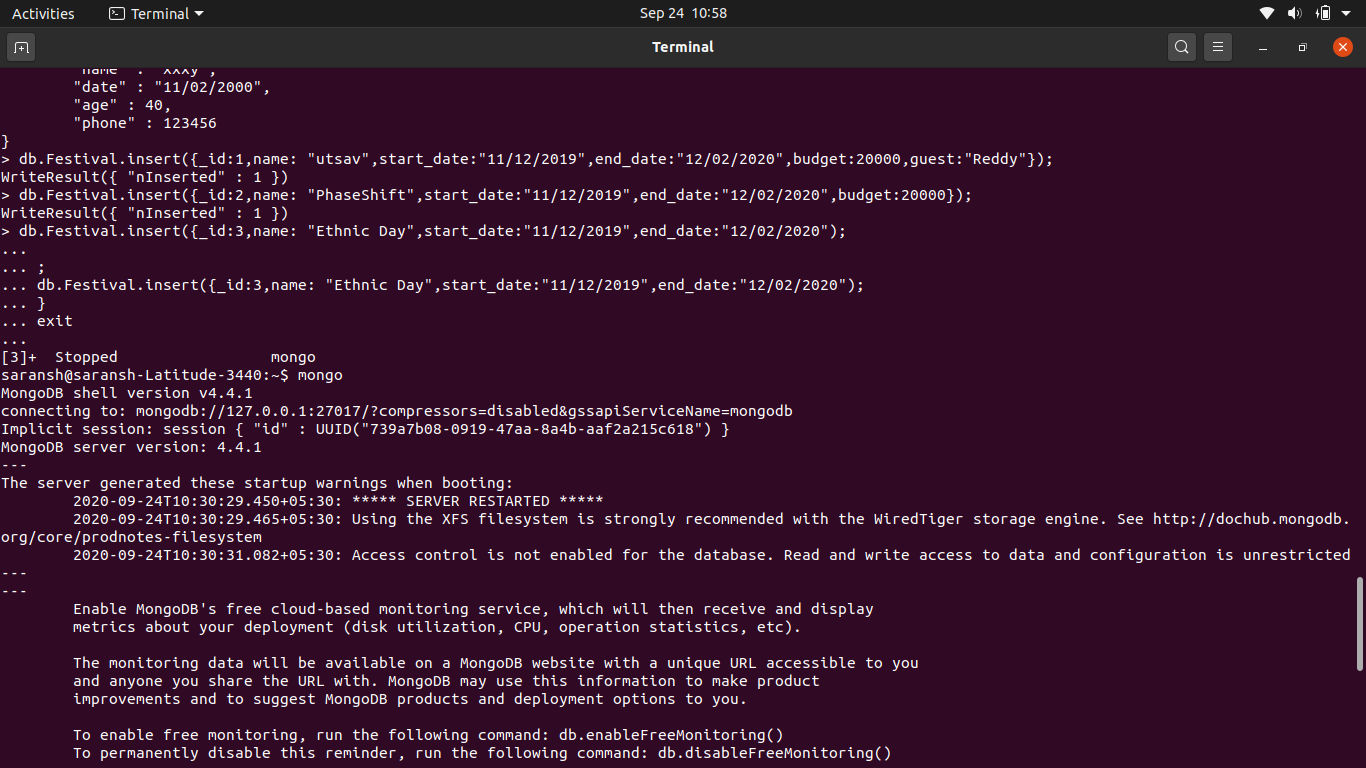 Activities
Terminal
Sep 24 10:58
Terminal
"name" : "xxxy",
"date" : "11/02/2000",
"age" : 40,
"phone" : 123456
}
> db.Festival.insert({_id:1,name: "utsav",start_date:"11/12/2019",end_date:"12/02/2020",budget:20000,guest:"Reddy"});
WriteResult({ "nInserted" : 1 })
> db.Festival.insert({_id:2,name: "PhaseShift",start_date:"11/12/2019",end_date:"12/02/2020",budget:20000});
WriteResult({ "nInserted" : 1 })
> db.Festival.insert({_id:3,name: "Ethnic Day",start_date:"11/12/2019",end_date:"12/02/2020");
...
... ;
... db.Festival.insert({_id:3,name: "Ethnic Day",start_date:"11/12/2019",end_date:"12/02/2020");
... }
... exit
...
[3]+  Stopped                 mongo
saransh@saransh-Latitude-3440:~$ mongo
MongoDB shell version v4.4.1
connecting to: mongodb://127.0.0.1:27017/?compressors=disabled&gssapiServiceName=mongodb
Implicit session: session { "id" : UUID("739a7b08-0919-47aa-8a4b-aaf2a215c618") }
MongoDB server version: 4.4.1
---
The server generated these startup warnings when booting:
2020-09-24T10:30:29.450+05:30: ***** SERVER RESTARTED *****
2020-09-24T10:30:29.465+05:30: Using the XFS filesystem is strongly recommended with the WiredTiger storage engine. See http://dochub.mongodb.
org/core/prodnotes-filesystem
2020-09-24T10:30:31.082+05:30: Access control is not enabled for the database. Read and write access to data and configuration is unrestricted
---
---
Enable MongoDB's free cloud-based monitoring service, which will then receive and display
metrics about your deployment (disk utilization, CPU, operation statistics, etc).
The monitoring data will be available on a MongoDB website with a unique URL accessible to you
and anyone you share the URL with. MongoDB may use this information to make product
improvements and to suggest MongoDB products and deployment options to you.
To enable free monitoring, run the following command: db.enableFreeMonitoring()
To permanently disable this reminder, run the following command: db.disableFreeMonitoring()